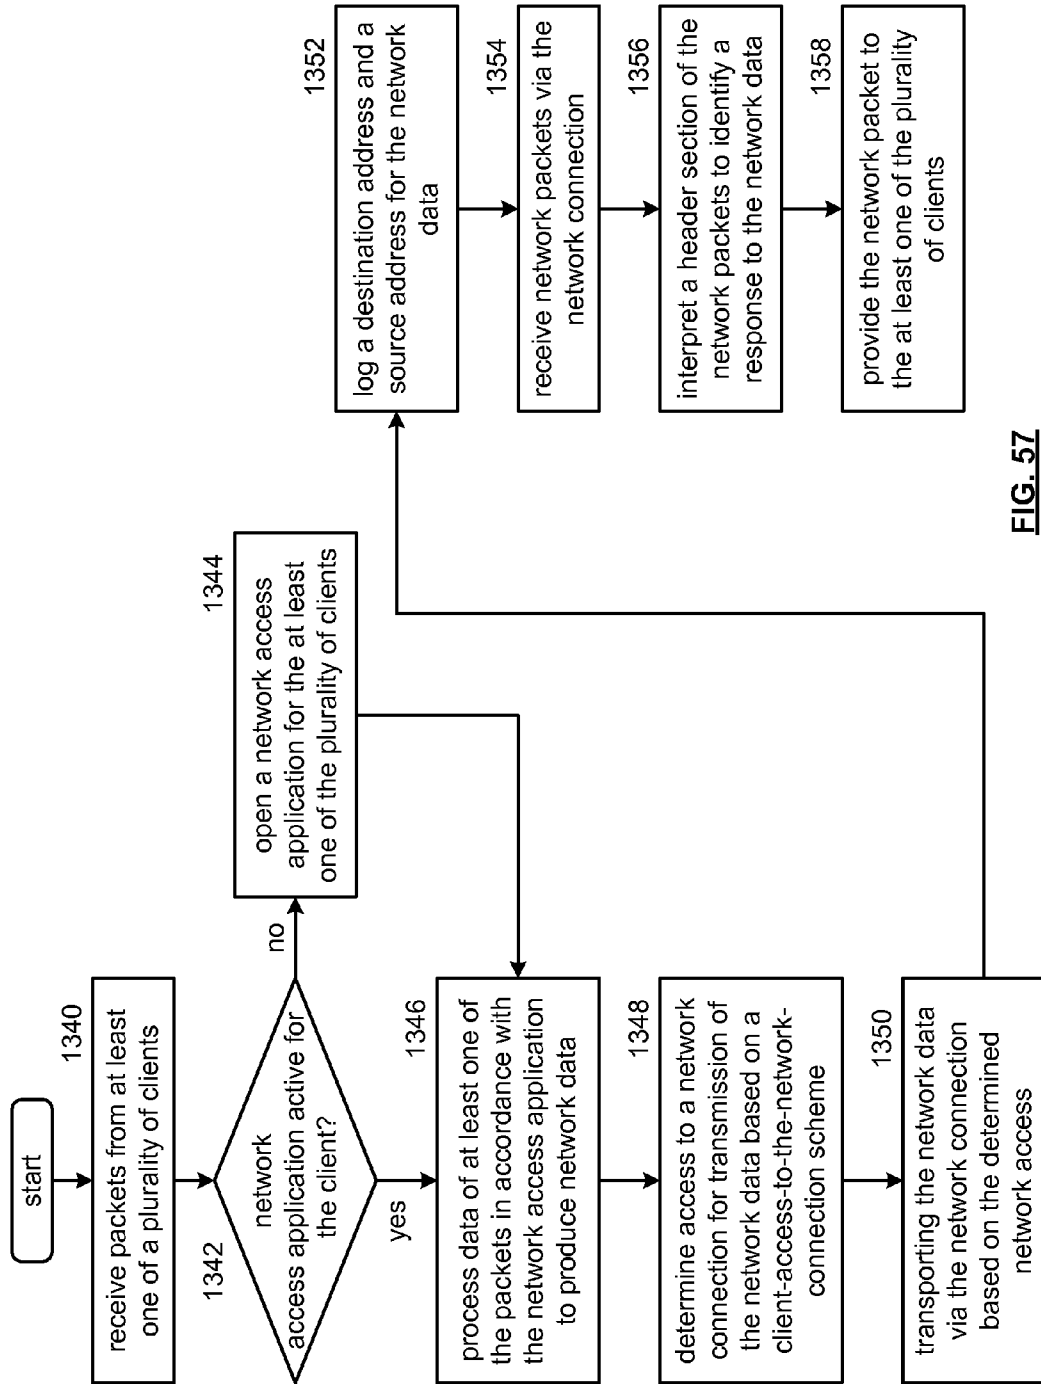 start
1340
receive packets from at least
one of a plurality of clients
1342
network
access application active for
the client?
no
yes
1344
open a network access
application for the at least
one of the plurality of clients
1346
process data of at least one of
the packets in accordance with
the network access application
to produce network data
1348
determine access to a network
connection for transmission of
the network data based on a
client-access-to-the-network-
connection scheme
1350
transporting the network data
via the network connection
based on the determined
network access
1352
log a destination address and a
source address for the network
data
1354
receive network packets via the
network connection
1356
interpret a header section of the
network packets to identify a
response to the network data
1358
provide the network packet to
the at least one of the plurality
of clients
FIG. 57